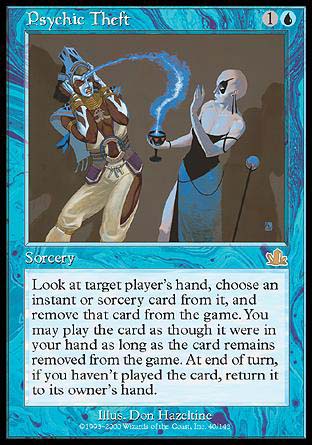 Psychic Theft 1
Sorcery
Look at target player's hand, choose an
instant or sorcery card from it, and
remove that card from the game. You
may play the card as though it were in
your hand as long as the card remains
removed from the game. At end of turn,
if you haven't played the card, return it
to its owner's hand.
Illus. Don Hazeltine
©1993-2000 Wizards of the Coast, Inc. 40/143